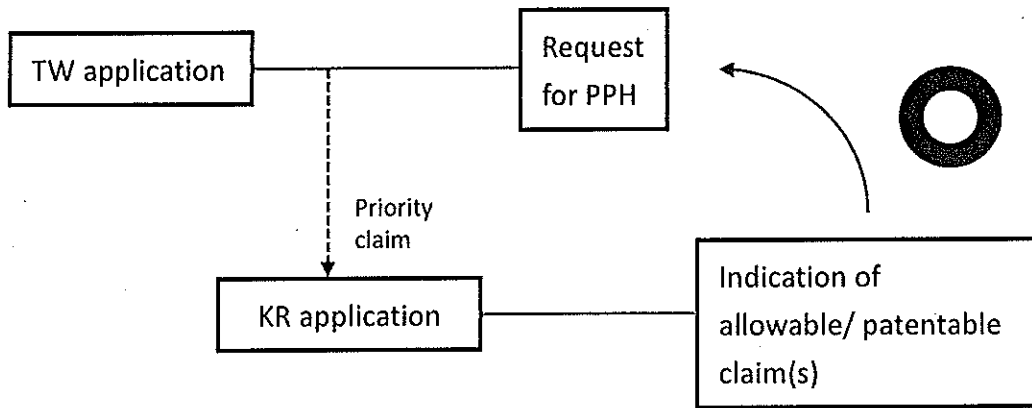 TW application
Request
for PPH
Priority
claim
KR application
Indication of
allowable/ patentable
claim(s)